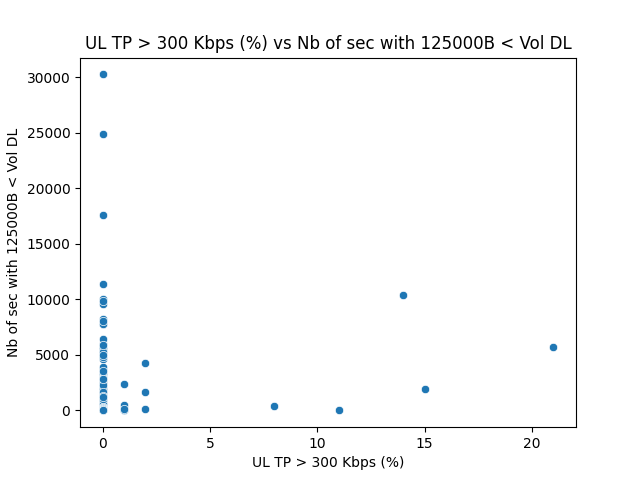 UL TP > 300 Kbps (%) vs Nb of sec with 125000B < Vol DL
30000
25000
20000
15000
10000
5000
0
Nb of sec with 125000B < Vol DL
0 5 10 15 20
UL TP > 300 Kbps (%)